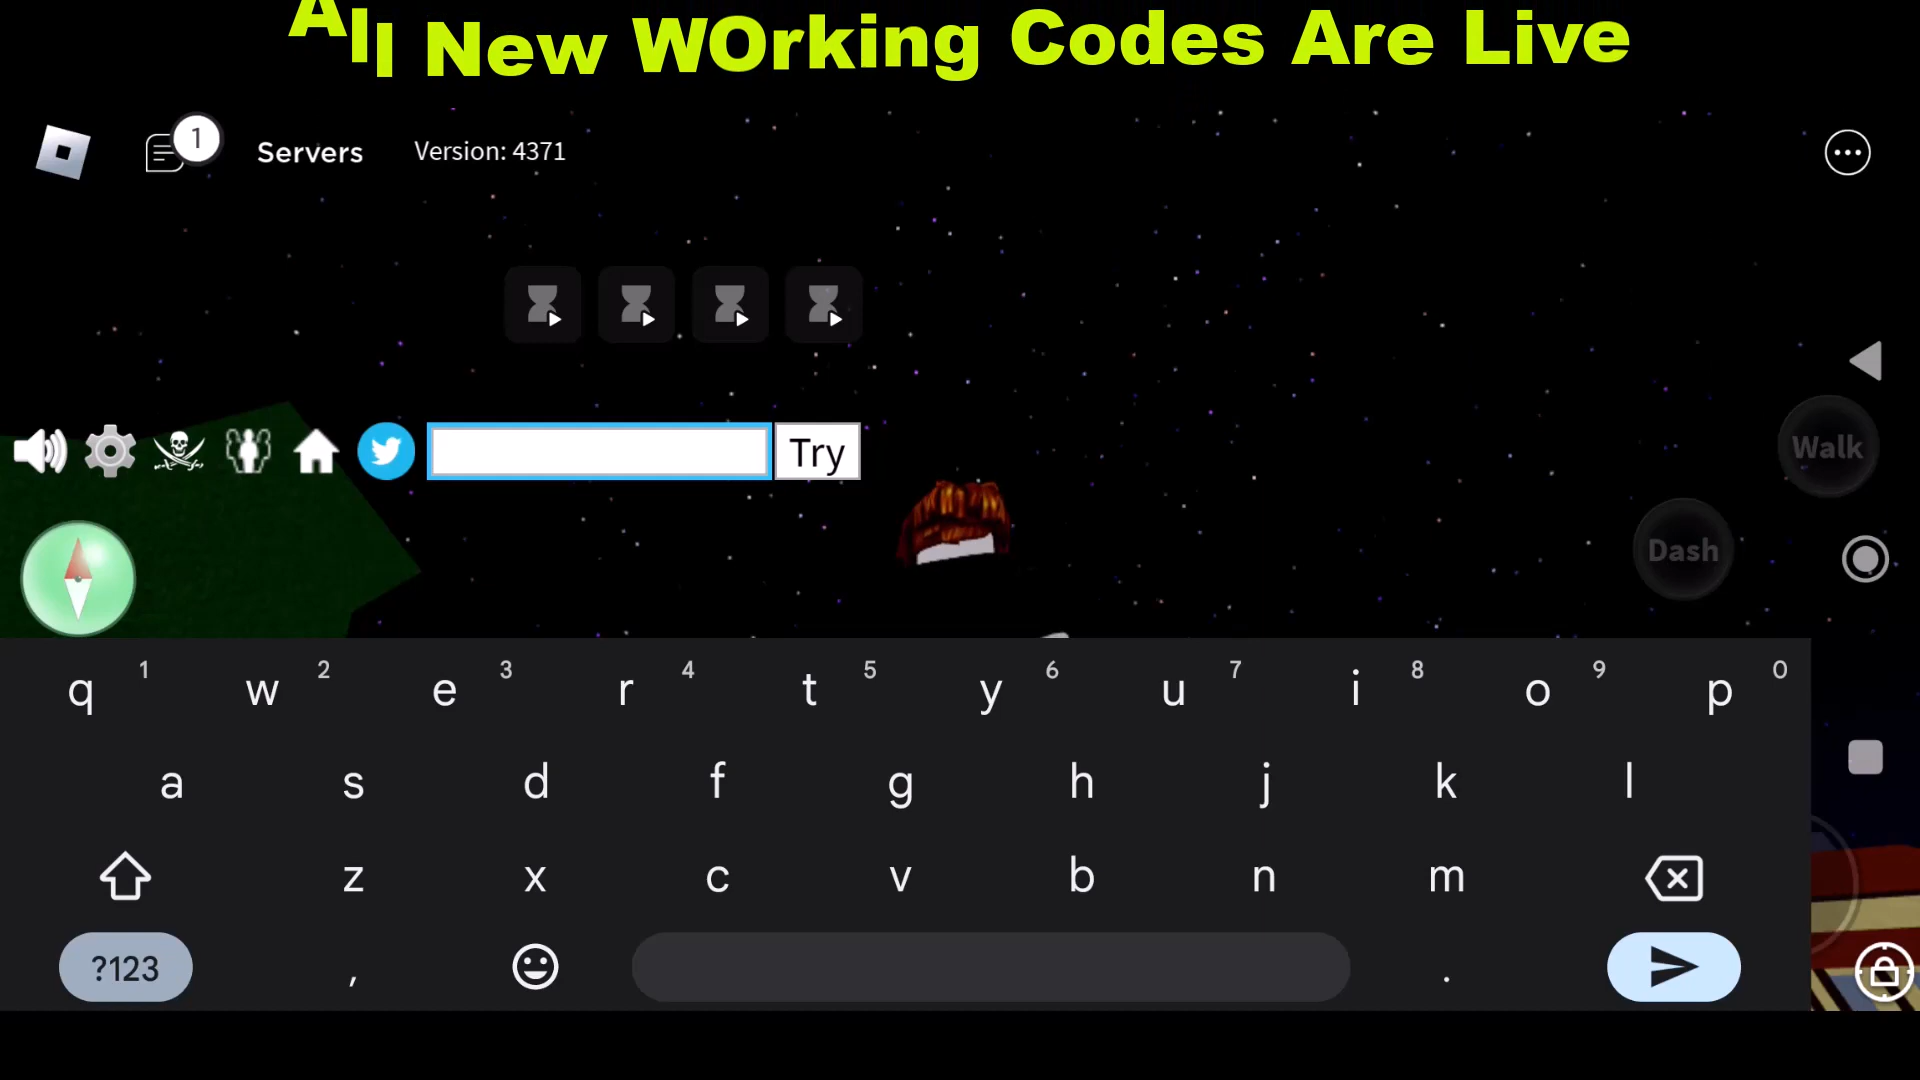 All New WOrking Codes Are Live
1
Servers
Version: 4371
Try
Walk
Dash
q 1 w 2 e 3 r 4 t 5 y 6 u 7 i 8 o 9 p 0
a s d f g h j k l
z x c v b n m
?123 , .